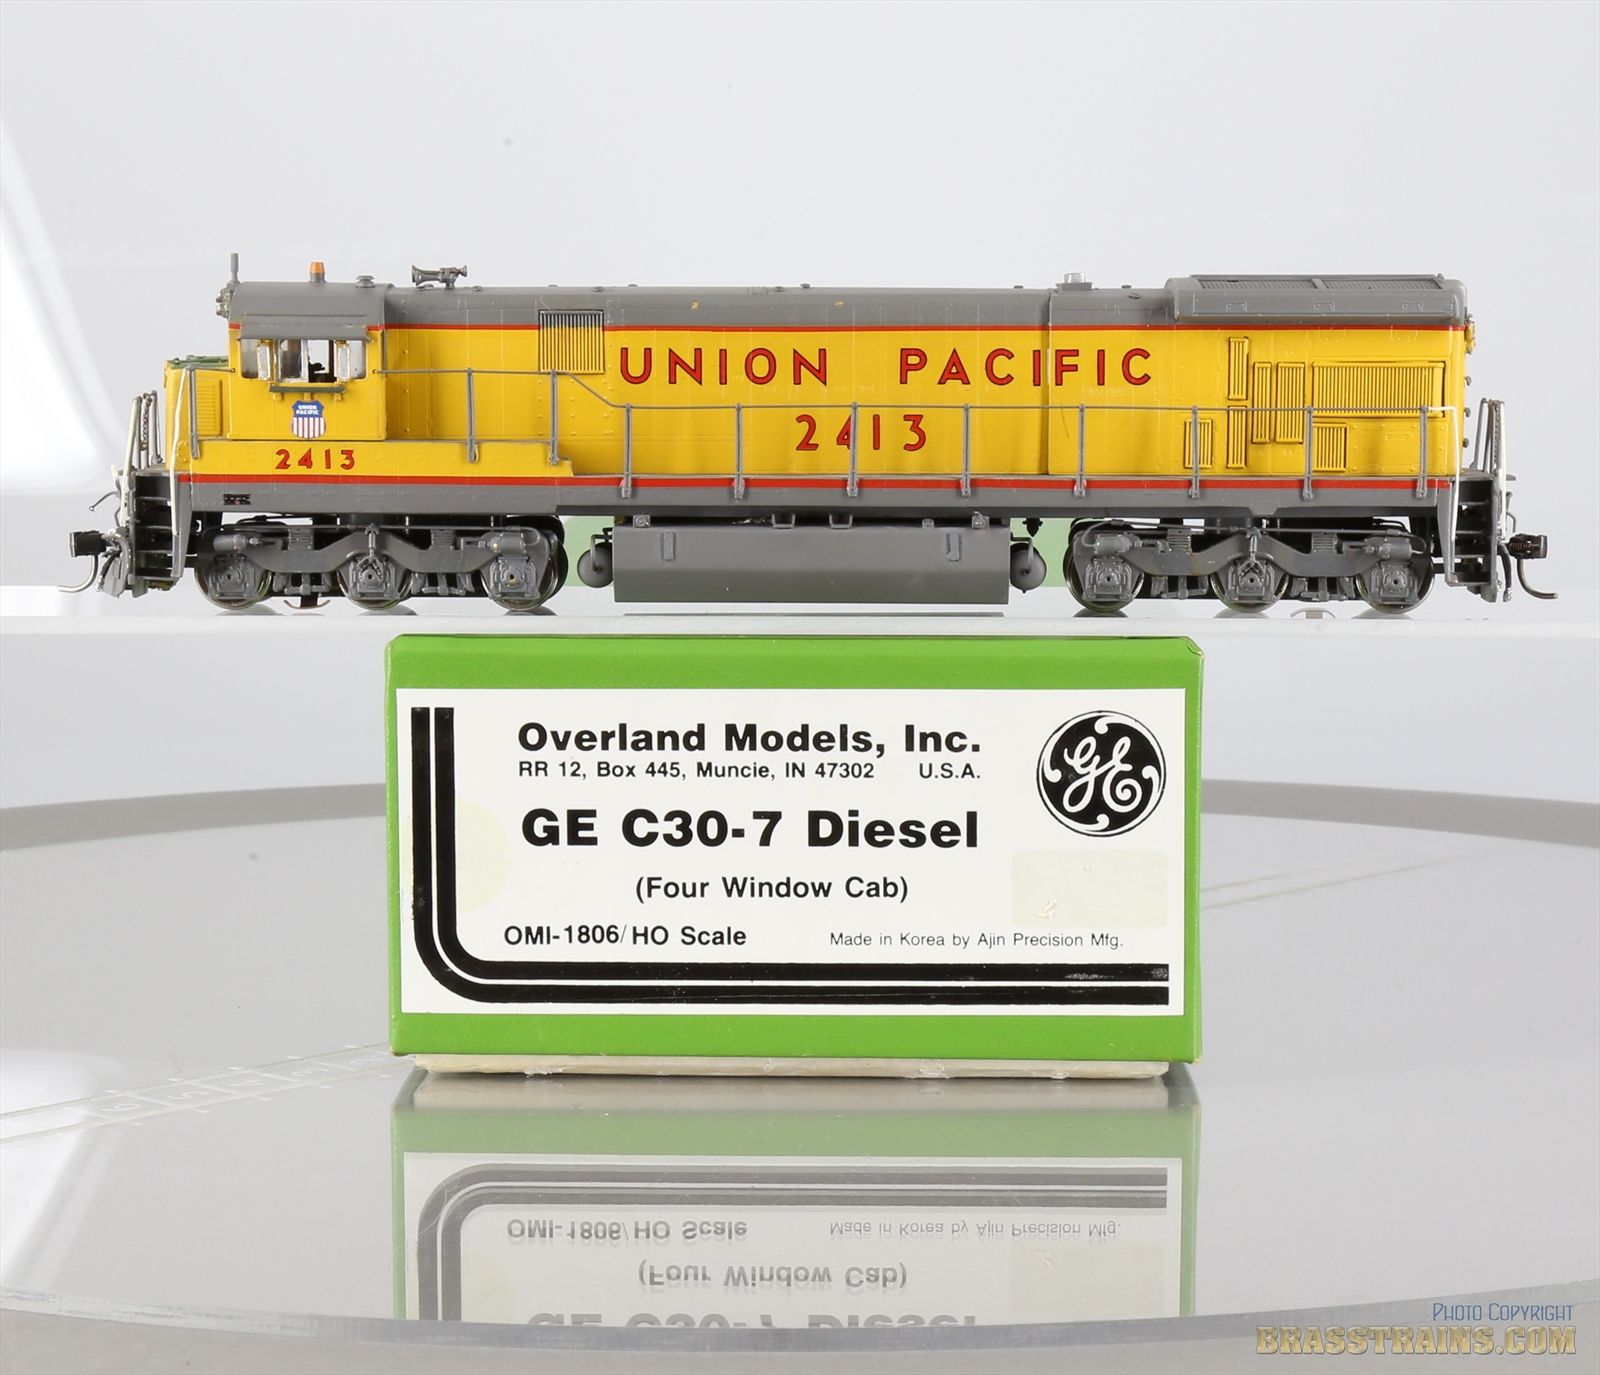 UNION PACIFIC
2413
UNION
PACIFIC
2413
Overland Models, Inc.
RR 12, Box 445, Muncie, IN 47302 U.S.A.
GE
GE C30-7 Diesel
(Four Window Cab)
OMI-1806/HO Scale
Made in Korea by Ajin Precision Mfg.
PHOTO COPYRIGHT
BRASSTRAINS.COM